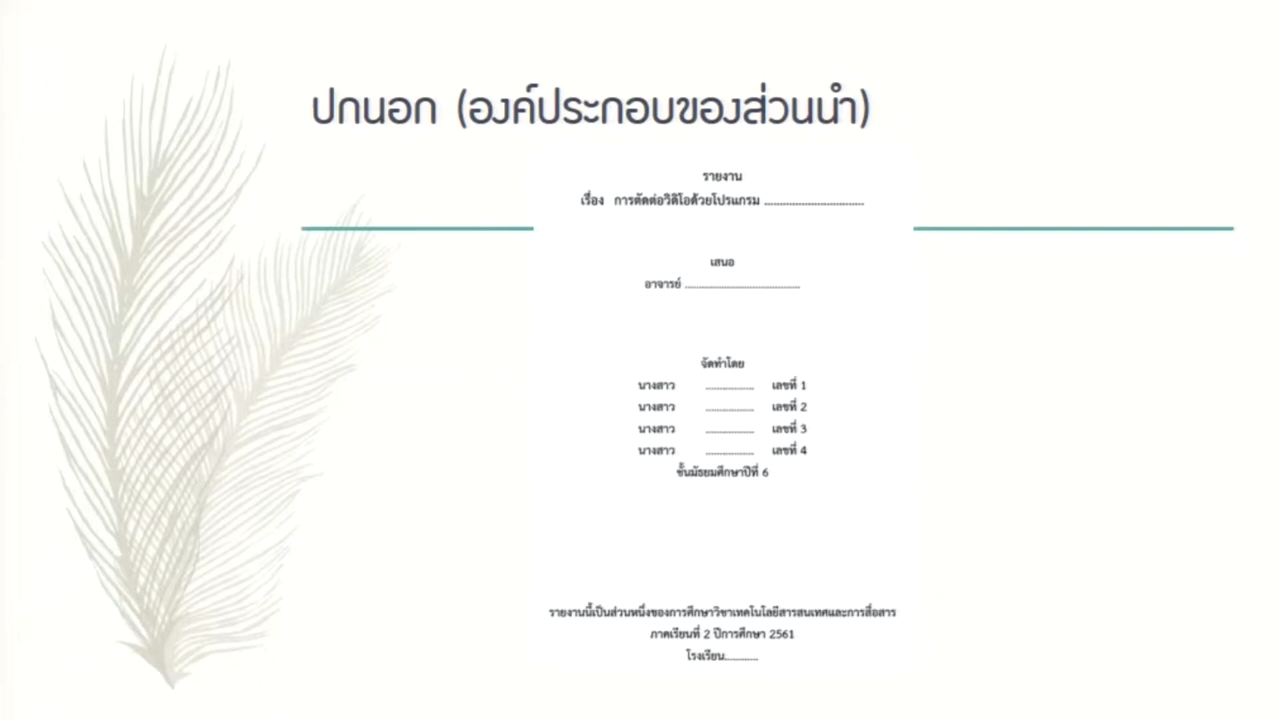 ปกนอก (องค์ประกอบของส่วนนำ)
รายงาน
เรื่อง การตัดต่อวิดิโอด้วยโปรแกรม ..................................
เสนอ
อาจารย์ ........................................
จัดทำโดย
นางสาว ................. เลขที่ 1
นางสาว ................. เลขที่ 2
นางสาว ................. เลขที่ 3
นางสาว ................. เลขที่ 4
ชั้นมัธยมศึกษาปีที่ 6
รายงานนี้เป็นส่วนหนึ่งของการศึกษาวิชาเทคโนโลยีสารสนเทศและการสื่อสาร
ภาคเรียนที่ 2 ปีการศึกษา 2561
โรงเรียน............